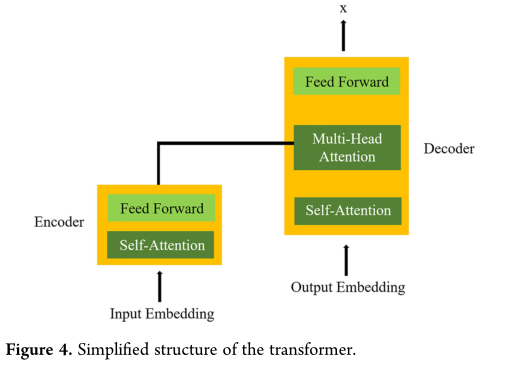 x
Feed Forward
Multi-Head
Attention
Decoder
Self-Attention
Output Embedding
Encoder
Feed Forward
Self-Attention
Input Embedding
Figure 4. Simplified structure of the transformer.